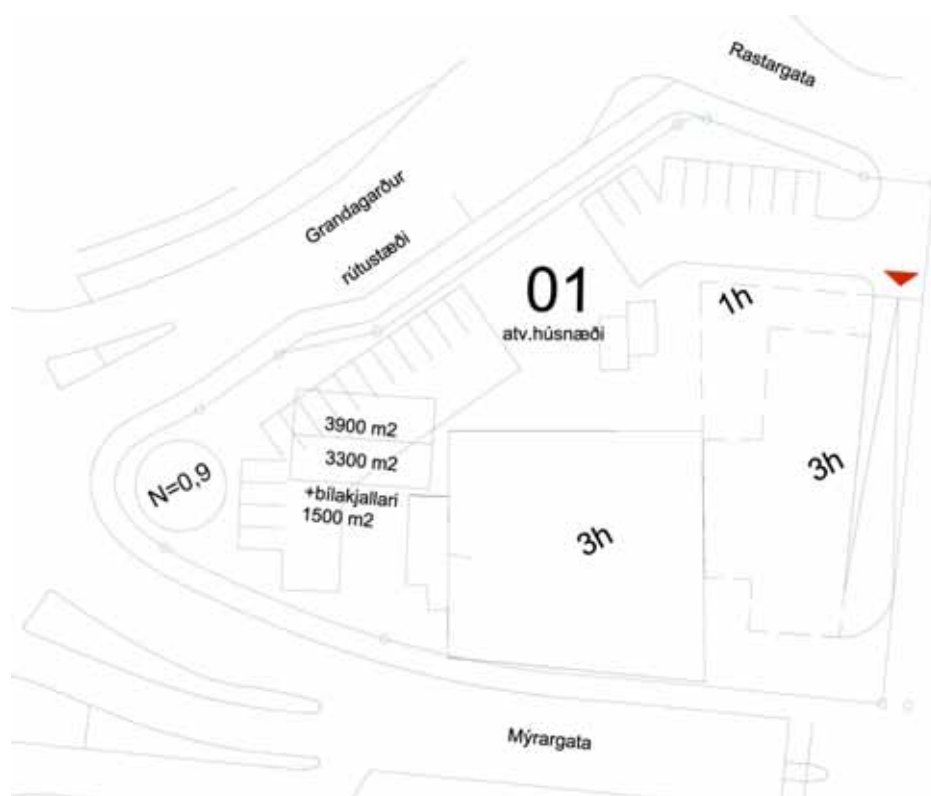 Rastargata
Grandagarður
rútustæði
01
atv.húsnæði
1h
3900 m2
3300 m2
+bílakjallari
1500 m2
N=0,9
3h
3h
Mýrargata